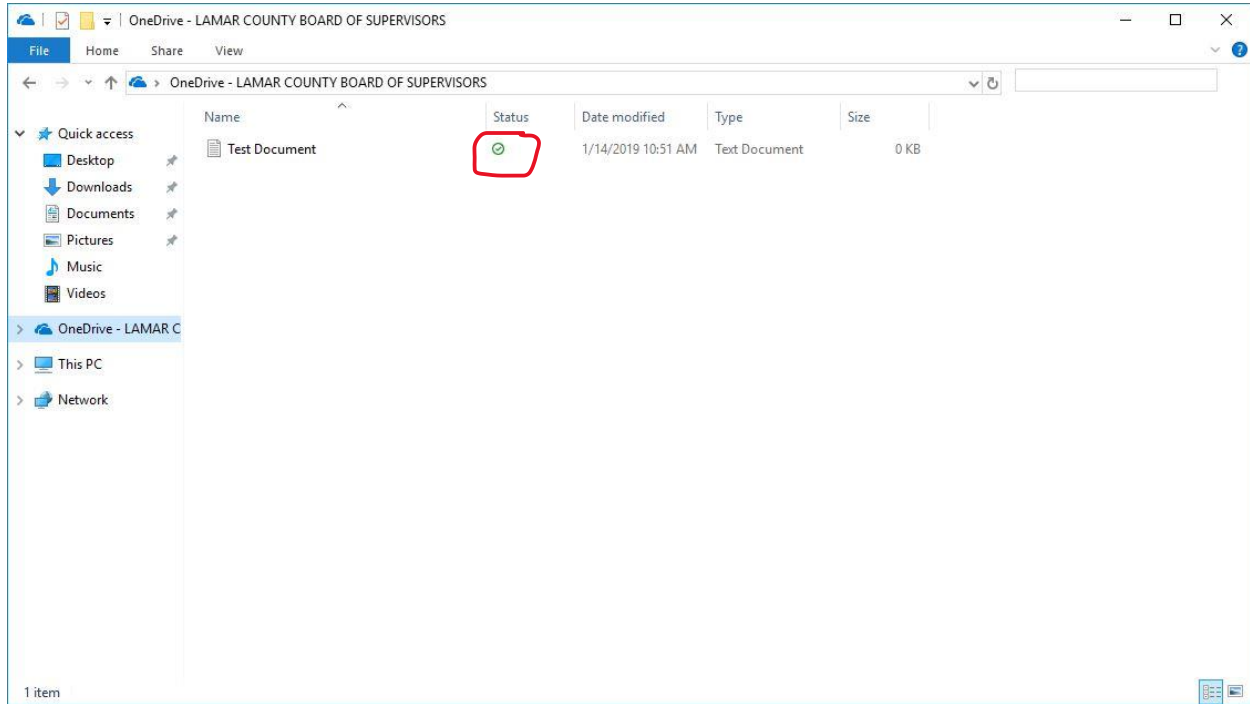 OneDrive - LAMAR COUNTY BOARD OF SUPERVISORS
File Home Share View
OneDrive - LAMAR COUNTY BOARD OF SUPERVISORS
Name Status Date modified Type Size
Quick access
Test Document 1/14/2019 10:51 AM Text Document 0 KB
Desktop
Downloads
Documents
Pictures
Music
Videos
OneDrive - LAMAR C
This PC
Network
1 item